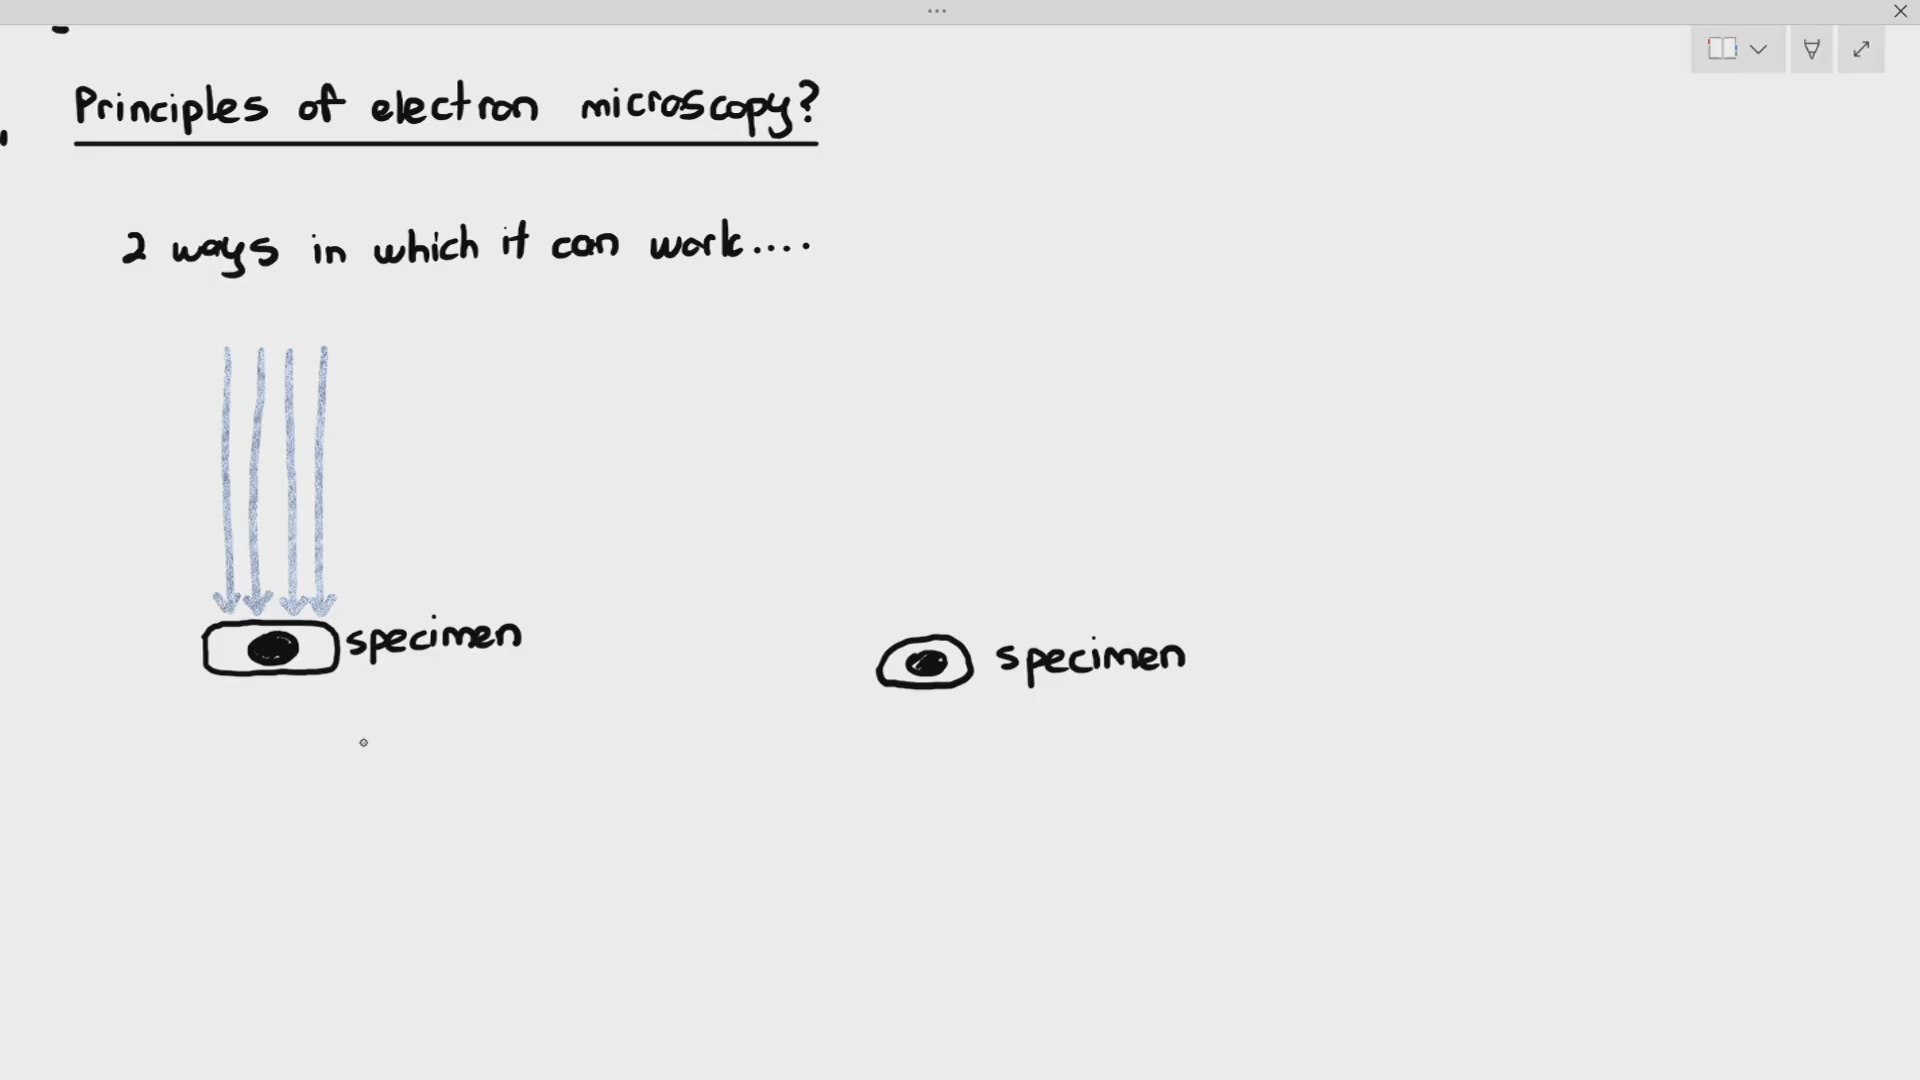 Principles of electron microscopy?
2 ways in which it can work....
specimen
specimen